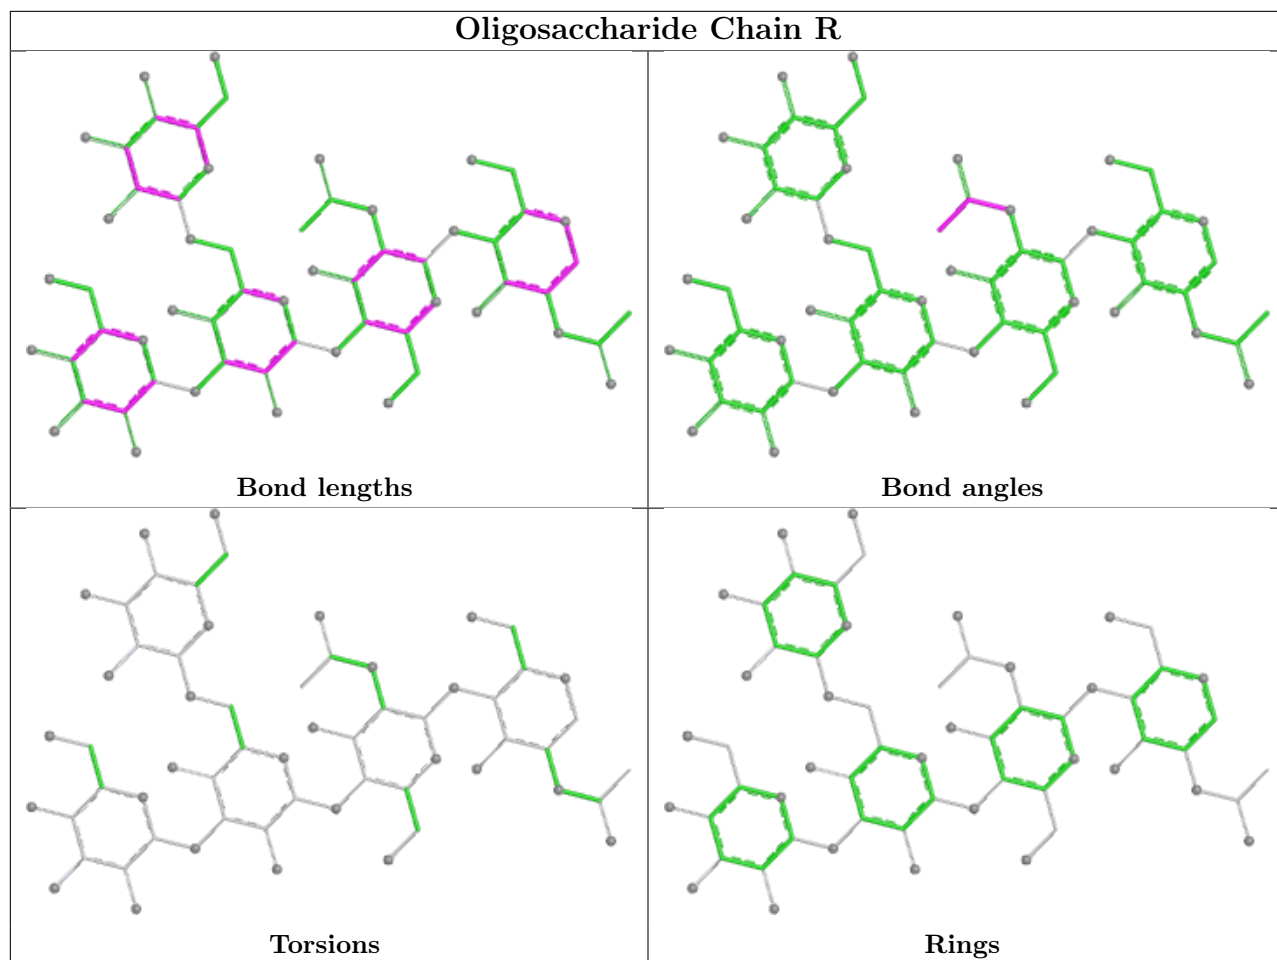 Oligosaccharide Chain R
Bond lengths
Bond angles
Torsions
Rings